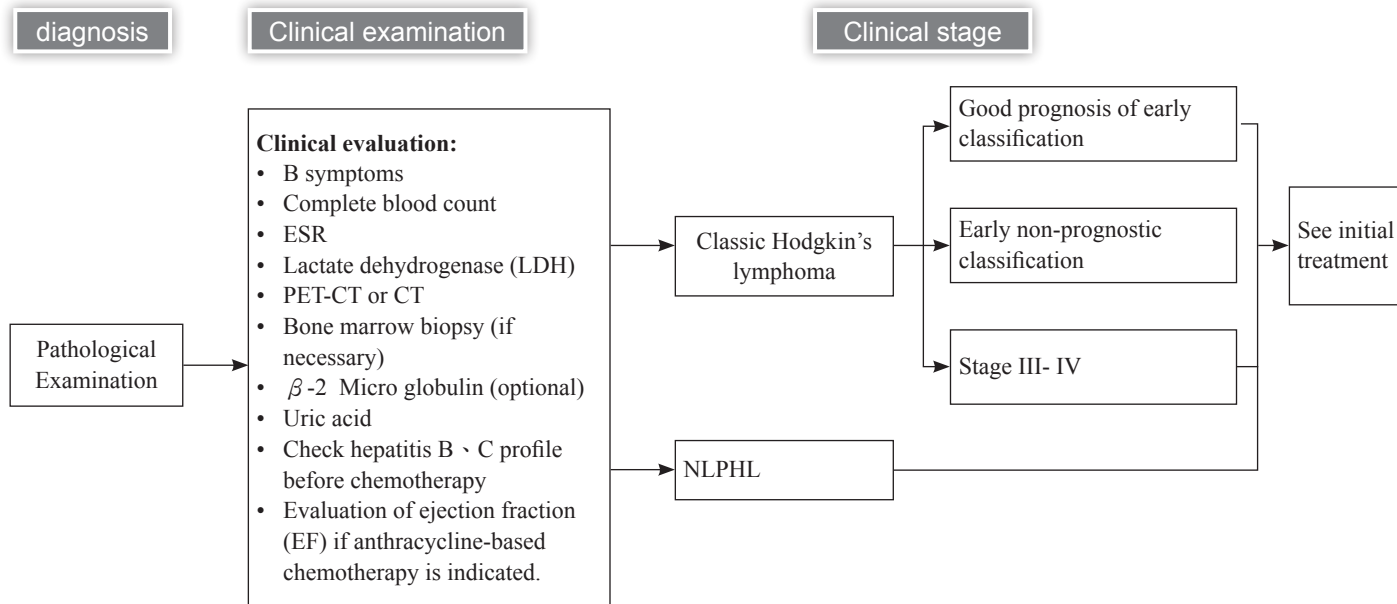 diagnosis
Clinical examination
Clinical stage
Pathological
Examination
Clinical evaluation:
• B symptoms
• Complete blood count
• ESR
• Lactate dehydrogenase (LDH)
• PET-CT or CT
• Bone marrow biopsy (if
necessary)
• β-2 Micro globulin (optional)
• Uric acid
• Check hepatitis B、C profile
before chemotherapy
• Evaluation of ejection fraction
(EF) if anthracycline-based
chemotherapy is indicated.
Classic Hodgkin’s
lymphoma
NLPHL
Good prognosis of early
classification
Early non-prognostic
classification
Stage III- IV
See initial
treatment